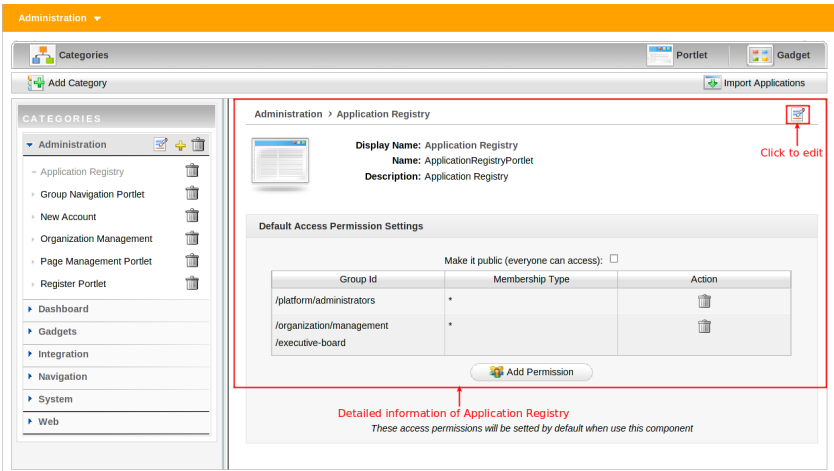 Administration
Categories
Portlet
Gadget
Add Category
Import Applications
CATEGORIES
Administration
Application Registry
Group Navigation Portlet
New Account
Organization Management
Page Management Portlet
Register Portlet
Dashboard
Gadgets
Integration
Navigation
System
Web
Administration > Application Registry
Click to edit
Display Name: Application Registry
Name: ApplicationRegistryPortlet
Description: Application Registry
Default Access Permission Settings
Make it public (everyone can access):
Group Id Membership Type Action
/platform/administrators *
/organization/management *
/executive-board
Add Permission
Detailed information of Application Registry
These access permissions will be setted by default when use this component